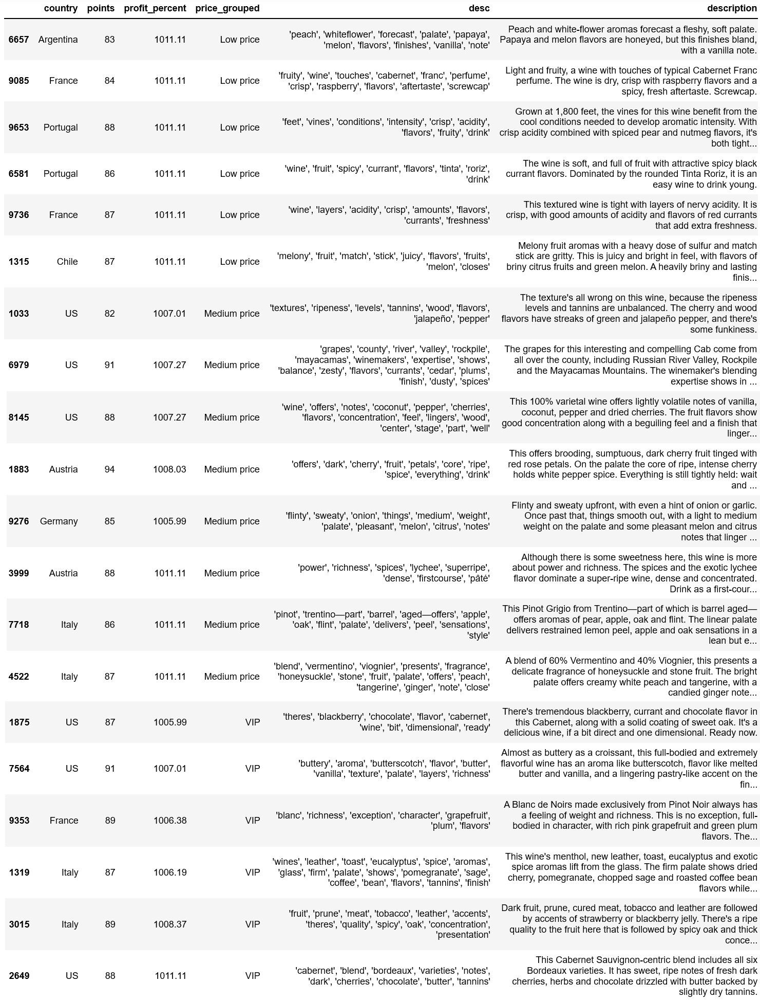 country points profit_percent price_grouped desc description
Peach and white-flower aromas forecast a fleshy, soft palate.
6657 Argentina 83 1011.11 Low price 'peach', 'whiteflower', 'forecast', 'palate', 'papaya', Papaya and melon flavors are honeyed, but this finishes bland,
'melon', 'flavors', 'finishes', 'vanilla', 'note' with a vanilla note.
Light and fruity, a wine with touches of typical Cabernet Franc
9085 France 84 1011.11 Low price 'fruity', 'wine', 'touches', 'cabernet', 'franc', 'perfume', perfume. The wine is dry, crisp with raspberry flavors and a
'crisp', 'raspberry', 'flavors', 'aftertaste', 'screwcap' spicy, fresh aftertaste. Screwcap.
Grown at 1,800 feet, the vines for this wine benefit from the
9653 Portugal 88 1011.11 Low price 'feet', 'vines', 'conditions', 'intensity', 'crisp', 'acidity', cool conditions needed to develop aromatic intensity. With
'flavors', 'fruity', 'drink' crisp acidity combined with spiced pear and nutmeg flavors, it's
both tight...
The wine is soft, and full of fruit with attractive spicy black
6581 Portugal 86 1011.11 Low price 'wine', 'fruit', 'spicy', 'currant', 'flavors', 'tinta', 'roriz', currant flavors. Dominated by the rounded Tinta Roriz, it is an
'drink' easy wine to drink young.
This textured wine is tight with layers of nervy acidity. It is
9736 France 87 1011.11 Low price 'wine', 'layers', 'acidity', 'crisp', 'amounts', 'flavors', crisp, with good amounts of acidity and flavors of red currants
'currants', 'freshness' that add extra freshness.
Melony fruit aromas with a heavy dose of sulfur and match
1315 Chile 87 1011.11 Low price 'melony', 'fruit', 'match', 'stick', 'juicy', 'flavors', 'fruits', stick are gritty. This is juicy and bright in feel, with flavors of
'melon', 'closes' briny citrus fruits and green melon. A heavily briny and lasting
finis...
The texture's all wrong on this wine, because the ripeness
1033 US 82 1007.01 Medium price 'textures', 'ripeness', 'levels', 'tannins', 'wood', 'flavors', levels and tannins are unbalanced. The cherry and wood
'jalapeño', 'pepper' flavors have streaks of green and jalapeño pepper, and there's
some funkiness.
'grapes', 'county', 'river', 'valley', 'rockpile', The grapes for this interesting and compelling Cab come from
6979 US 91 1007.27 Medium price 'mayacamas', 'winemakers', 'expertise', 'shows', all over the county, including Russian River Valley, Rockpile
'balance', 'zesty', 'flavors', 'currants', 'cedar', 'plums', and the Mayacamas Mountains. The winemaker's blending
'finish', 'dusty', 'spices' expertise shows in ...
This 100% varietal wine offers lightly volatile notes of vanilla,
8145 US 88 1007.27 Medium price 'wine', 'offers', 'notes', 'coconut', 'pepper', 'cherries', coconut, pepper and dried cherries. The fruit flavors show
'flavors', 'concentration', 'feel', 'lingers', 'wood', good concentration along with a beguiling feel and a finish that
'center', 'stage', 'part', 'well' linger...
This offers brooding, sumptuous, dark cherry fruit tinged with
1883 Austria 94 1008.03 Medium price 'offers', 'dark', 'cherry', 'fruit', 'petals', 'core', 'ripe', red rose petals. On the palate the core of ripe, intense cherry
'spice', 'everything', 'drink' holds white pepper spice. Everything is still tightly held: wait
and ...
Flinty and sweaty upfront, with even a hint of onion or garlic.
9276 Germany 85 1005.99 Medium price 'flinty', 'sweaty', 'onion', 'things', 'medium', 'weight', Once past that, things smooth out, with a light to medium
'palate', 'pleasant', 'melon', 'citrus', 'notes' weight on the palate and some pleasant melon and citrus
notes that linger ...
Although there is some sweetness here, this wine is more
3999 Austria 88 1011.11 Medium price 'power', 'richness', 'spices', 'lychee', 'superripe', about power and richness. The spices and the exotic lychee
'dense', 'firstcourse', 'pâté' flavor dominate a super-ripe wine, dense and concentrated.
Drink as a first-cour...
'pinot', 'trentino—part', 'barrel', 'aged—offers', 'apple', This Pinot Grigio from Trentino—part of which is barrel aged—
7718 Italy 86 1011.11 Medium price 'oak', 'flint', 'palate', 'delivers', 'peel', 'sensations', offers aromas of pear, apple, oak and flint. The linear palate
'style' delivers restrained lemon peel, apple and oak sensations in a
lean but e...
A blend of 60% Vermentino and 40% Viognier, this presents a
4522 Italy 87 1011.11 Medium price 'blend', 'vermentino', 'viognier', 'presents', 'fragrance', delicate fragrance of honeysuckle and stone fruit. The bright
'honeysuckle', 'stone', 'fruit', 'palate', 'offers', 'peach', palate offers creamy white peach and tangerine, with a
'tangerine', 'ginger', 'note', 'close' candied ginger note...
There's tremendous blackberry, currant and chocolate flavor in
1875 US 87 1005.99 VIP 'theres', 'blackberry', 'chocolate', 'flavor', 'cabernet', this Cabernet, along with a solid coating of sweet oak. It's a
'wine', 'bit', 'dimensional', 'ready' delicious wine, if a bit direct and one dimensional. Ready now.
Almost as buttery as a croissant, this full-bodied and extremely
7564 US 91 1007.01 VIP 'buttery', 'aroma', 'butterscotch', 'flavor', 'butter', flavorful wine has an aroma like butterscotch, flavor like melted
'vanilla', 'texture', 'palate', 'layers', 'richness' butter and vanilla, and a lingering pastry-like accent on the
fin...
A Blanc de Noirs made exclusively from Pinot Noir always has
9353 France 89 1006.38 VIP 'blanc', 'richness', 'exception', 'character', 'grapefruit', a feeling of weight and richness. This is no exception, full-
'plum', 'flavors' bodied in character, with rich pink grapefruit and green plum
flavors. The...
'wines', 'leather', 'toast', 'eucalyptus', 'spice', 'aromas', This wine's menthol, new leather, toast, eucalyptus and exotic
1319 Italy 87 1006.19 VIP 'glass', 'firm', 'palate', 'shows', 'pomegranate', 'sage', spice aromas lift from the glass. The firm palate shows dried
'coffee', 'bean', 'flavors', 'tannins', 'finish' cherry, pomegranate, chopped sage and roasted coffee bean
flavors while...
Dark fruit, prune, cured meat, tobacco and leather are followed
3015 Italy 89 1008.37 VIP 'fruit', 'prune', 'meat', 'tobacco', 'leather', 'accents', by accents of strawberry or blackberry jelly. There's a ripe
'theres', 'quality', 'spicy', 'oak', 'concentration', quality to the fruit here that is followed by spicy oak and thick
'presentation' conce...
This Cabernet Sauvignon-centric blend includes all six
2649 US 88 1011.11 VIP 'cabernet', 'blend', 'bordeaux', 'varieties', 'notes', Bordeaux varieties. It has sweet, ripe notes of fresh dark
'dark', 'cherries', 'chocolate', 'butter', 'tannins' cherries, herbs and chocolate drizzled with butter backed by
slightly dry tannins.